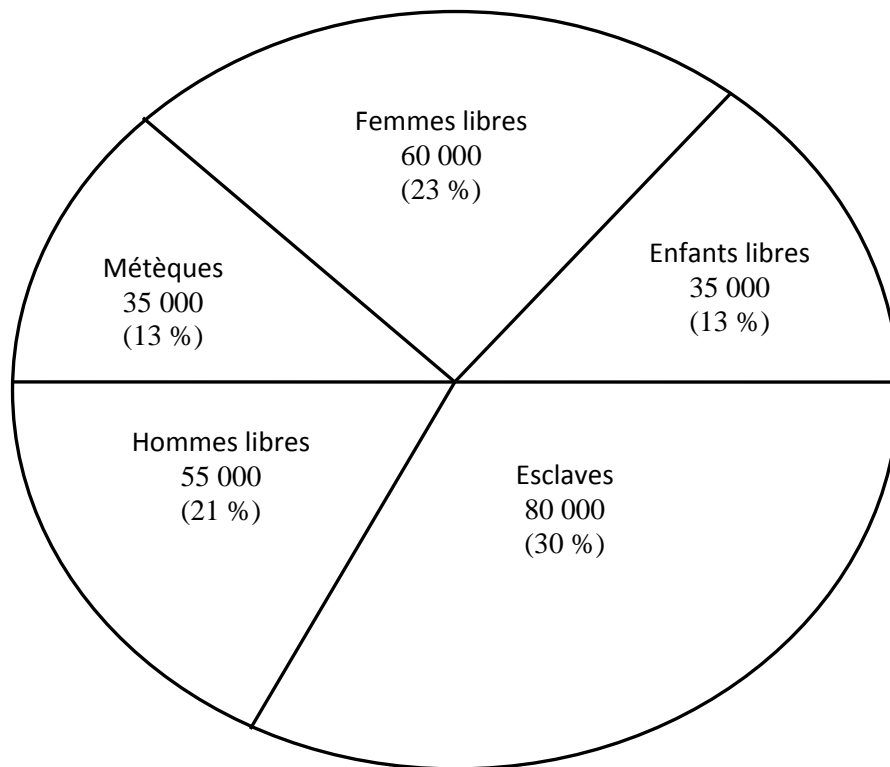 Femmes libres
60 000
(23 %)
Enfants libres
35 000
(13 %)
Métèques
35 000
(13 %)
Hommes libres
55 000
(21 %)
Esclaves
80 000
(30 %)